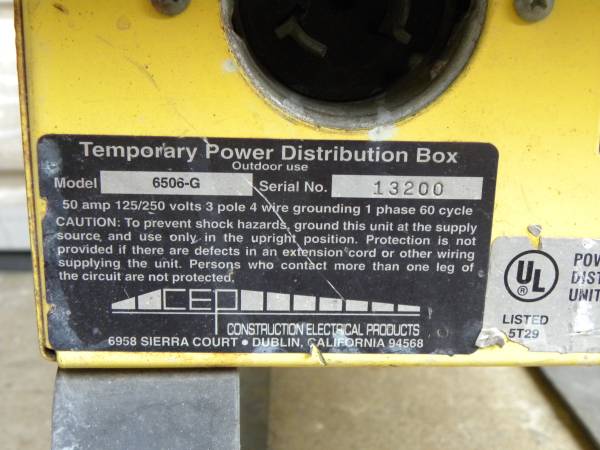 Temporary Power Distribution Box
Outdoor use
Model 6506-G Serial No. 13200
50 amp 125/250 volts 3 pole 4 wire grounding 1 phase 60 cycle
CAUTION: To prevent shock hazards, ground this unit at the supply
source, and use only in the upright position. Protection is not
provided if there are defects in an extension cord or other wiring
supplying the unit. Persons who contact more than one leg of
the circuit are not protected.
CEP
CONSTRUCTION ELECTRICAL PRODUCTS
6958 SIERRA COURT • DUBLIN, CALIFORNIA 94568
UL
®
LISTED
5T29
DIST
UNIT